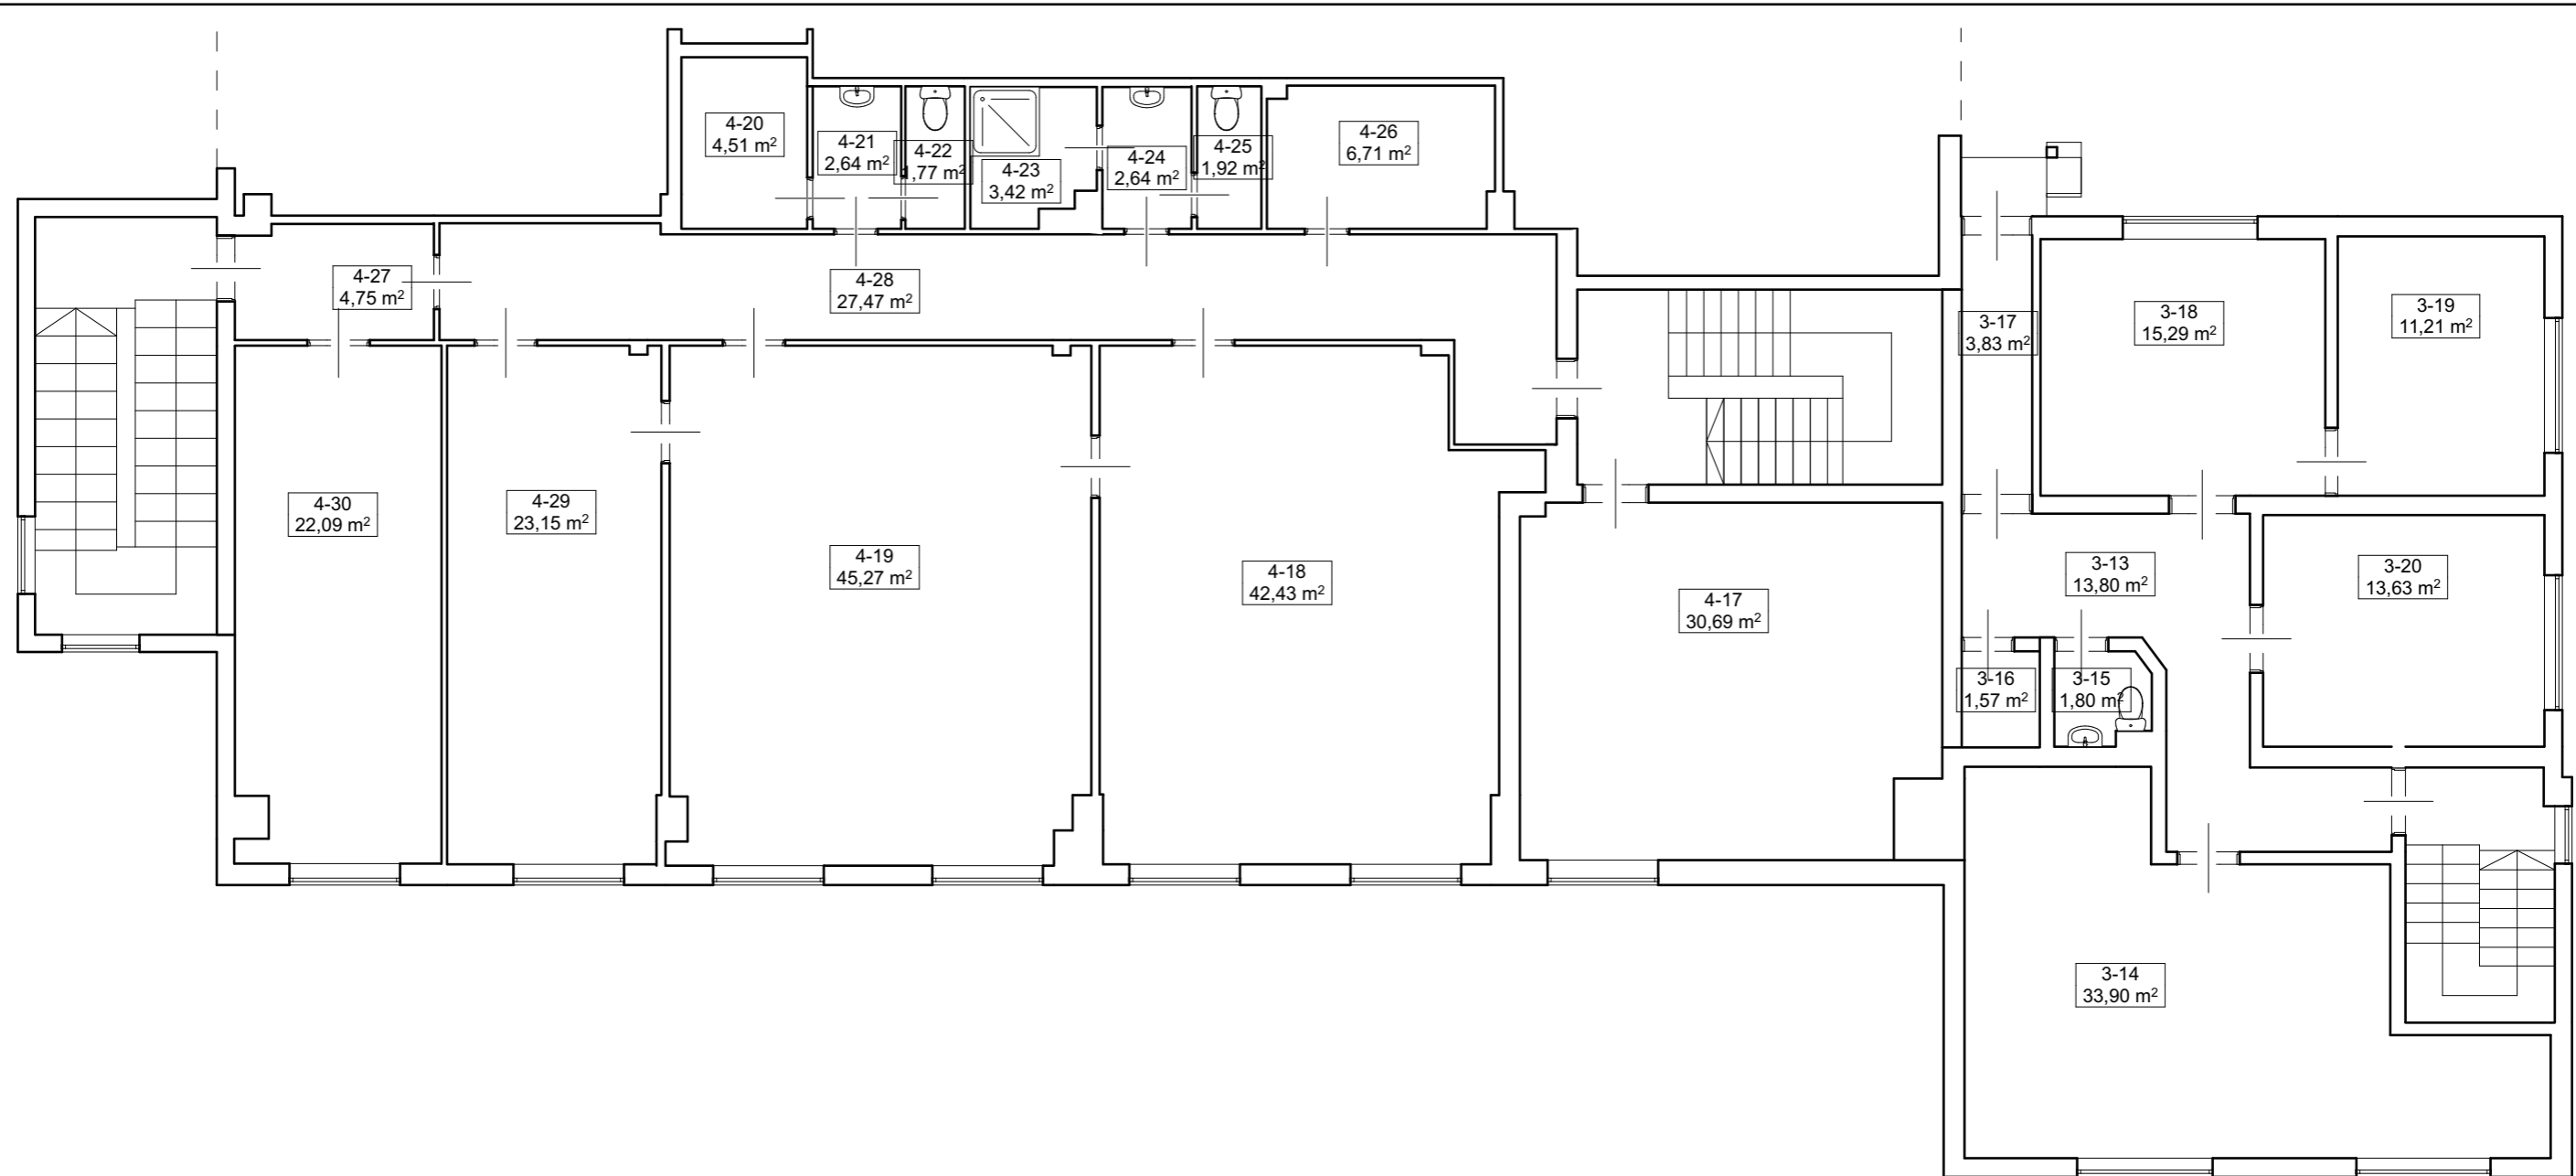 4-20
4,51 m²
4-21
2,64 m²
4-22
,77 m²
4-23
3,42 m²
4-24
2,64 m²
4-25
1,92 m²
4-26
6,71 m²
4-27
4,75 m²
4-28
27,47 m²
3-17
3,83 m²
3-18
15,29 m²
3-19
11,21 m²
4-30
22,09 m²
4-29
23,15 m²
4-19
45,27 m²
4-18
42,43 m²
4-17
30,69 m²
3-13
13,80 m²
3-20
13,63 m²
3-16
1,57 m²
3-15
1,80 m²
3-14
33,90 m²